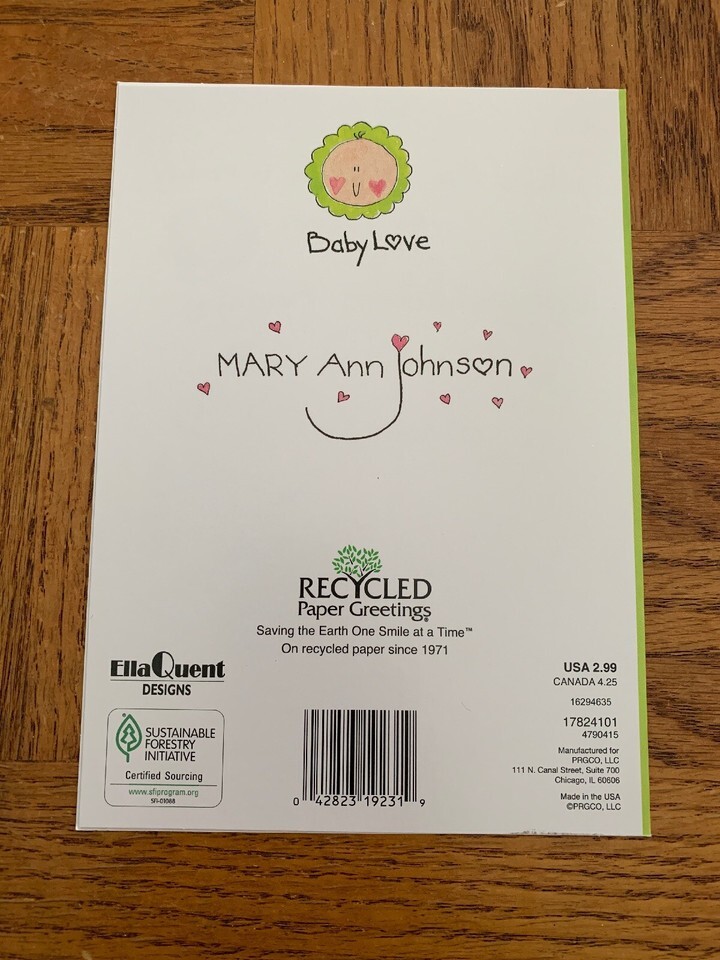 Baby Love
MARY Ann Johnson
RECYCLED
Paper Greetings®
Saving the Earth One Smile at a Time™
On recycled paper since 1971
EllaQuent
DESIGNS
SUSTAINABLE
FORESTRY
INITIATIVE
Certified Sourcing
www.sfiprogram.org
SFI-01068
0 42823 19231 9
USA 2.99
CANADA 4.25
16294635
17824101
4790415
Manufactured for
PRGCO, LLC
111 N. Canal Street, Suite 700
Chicago, IL 60606
Made in the USA
©PRGCO, LLC